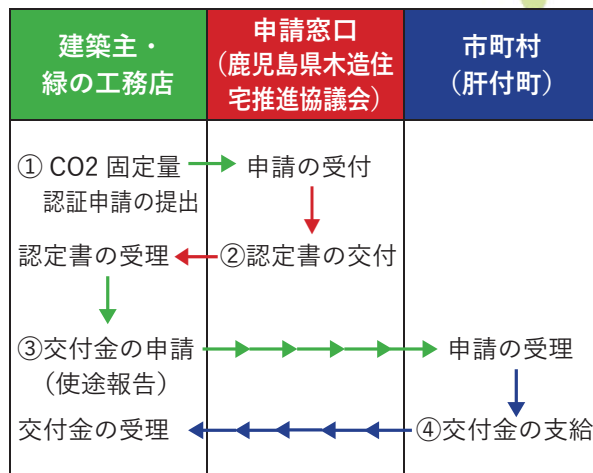 建築主・
緑の工務店
申請窓口
（鹿児島県木造住
宅推進協議会）
市町村
（肝付町）
① CO2 固定量
認証申請の提出
申請の受付
認定書の受理
②認定書の交付
③交付金の申請
（使途報告）
申請の受理
交付金の受理
④交付金の支給